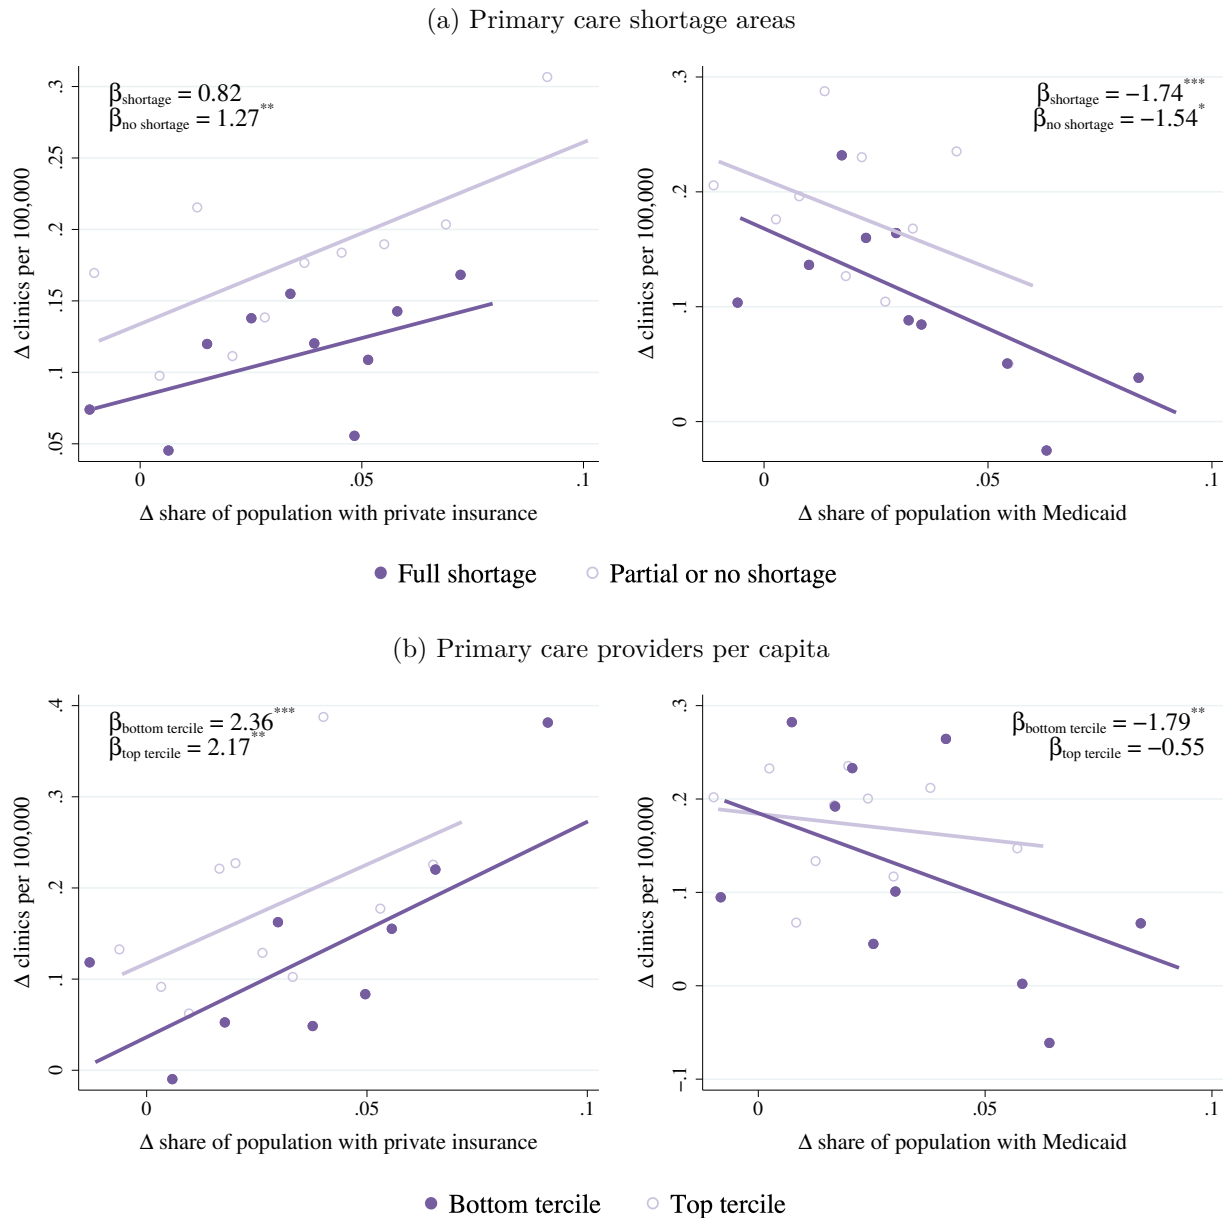 (a) Primary care shortage areas
βshortage = 0.82
βno shortage = 1.27**
Δ clinics per 100,000
.05 .1 .15 .2 .25 .3
0 .05 .1
Δ share of population with private insurance
βshortage = −1.74***
βno shortage = −1.54*
Δ clinics per 100,000
0 .1 .2 .3
0 .05 .1
Δ share of population with Medicaid
Full shortage Partial or no shortage
(b) Primary care providers per capita
βbottom tercile = 2.36***
βtop tercile = 2.17**
Δ clinics per 100,000
0 .1 .2 .3 .4
0 .05 .1
Δ share of population with private insurance
βbottom tercile = −1.79**
βtop tercile = −0.55
Δ clinics per 100,000
−.1 0 .1 .2 .3
0 .05 .1
Δ share of population with Medicaid
Bottom tercile Top tercile